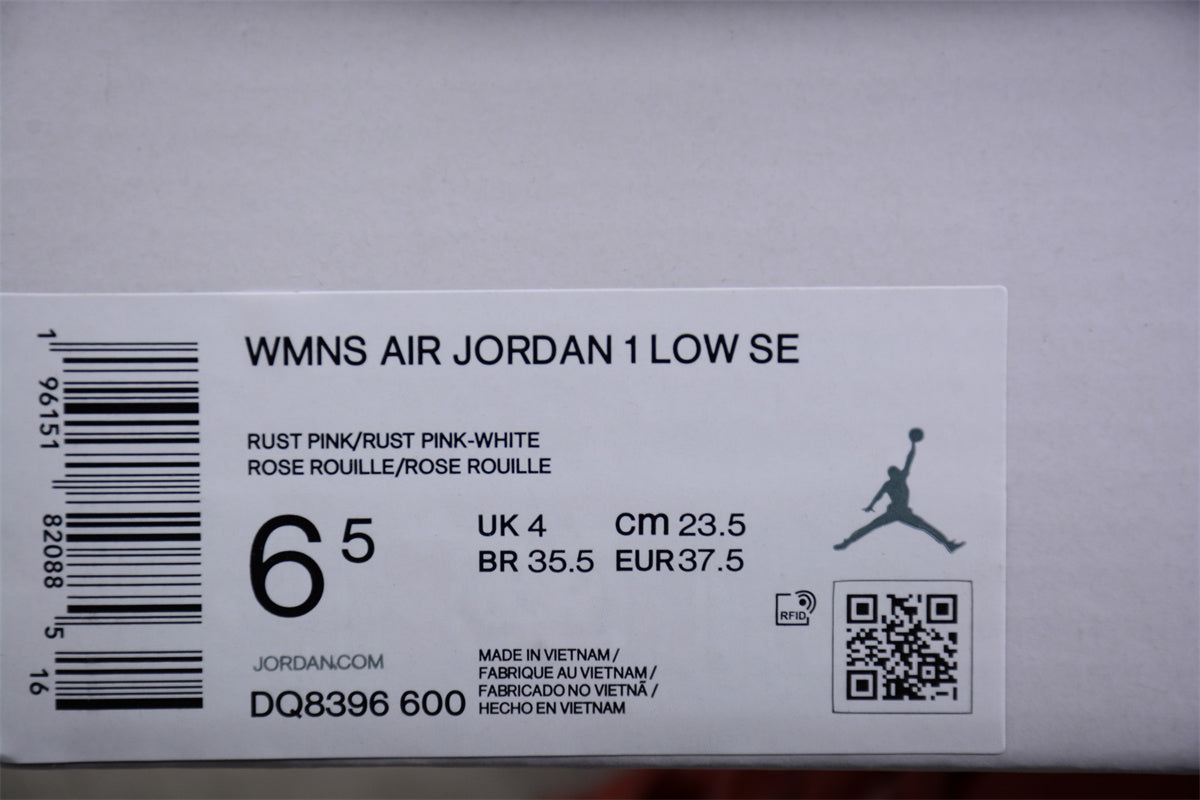 WMNS AIR JORDAN 1 LOW SE
RUST PINK/RUST PINK-WHITE
ROSE ROUILLE/ROSE ROUILLE
6 5
UK 4 cm 23.5
BR 35.5 EUR 37.5
RFID
JORDAN.COM
DQ8396 600
MADE IN VIETNAM /
FABRIQUE AU VIETNAM /
FABRICADO NO VIETNÃ /
HECHO EN VIETNAM
1 96151 82088 5 16